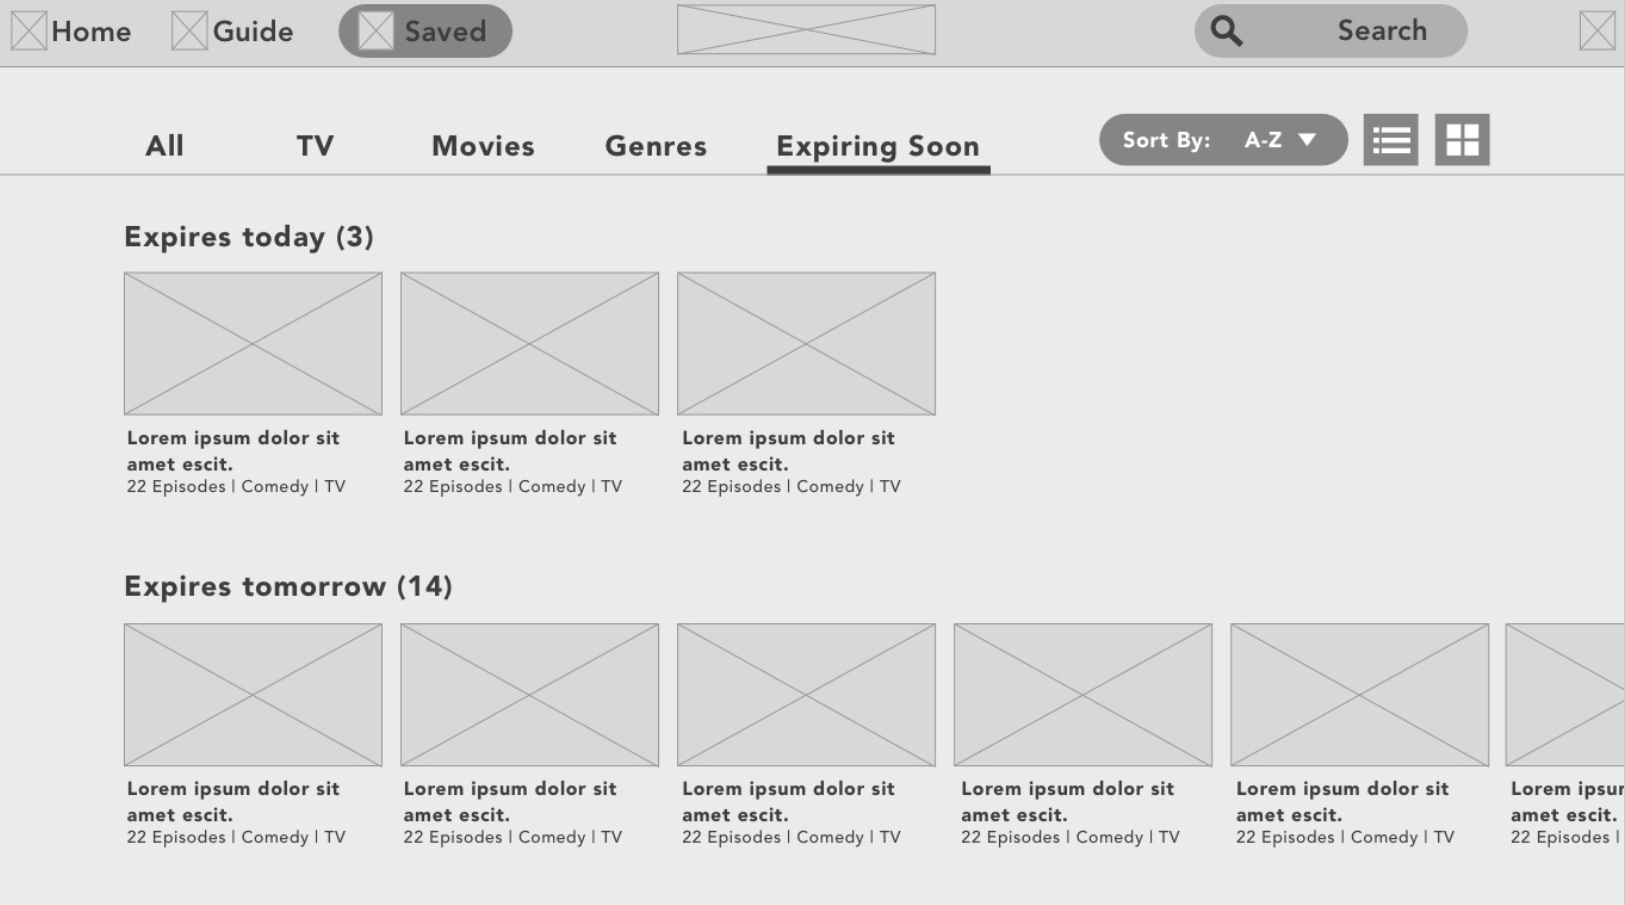 Home Guide Saved Search
All TV Movies Genres Expiring Soon Sort By: A-Z
Expires today (3)
Lorem ipsum dolor sit
amet escit.
22 Episodes | Comedy | TV
Lorem ipsum dolor sit
amet escit.
22 Episodes | Comedy | TV
Lorem ipsum dolor sit
amet escit.
22 Episodes | Comedy | TV
Expires tomorrow (14)
Lorem ipsum dolor sit
amet escit.
22 Episodes | Comedy | TV
Lorem ipsum dolor sit
amet escit.
22 Episodes | Comedy | TV
Lorem ipsum dolor sit
amet escit.
22 Episodes | Comedy | TV
Lorem ipsum dolor sit
amet escit.
22 Episodes | Comedy | TV
Lorem ipsum dolor sit
amet escit.
22 Episodes | Comedy | TV
Lorem ipsu
amet escit.
22 Episodes |